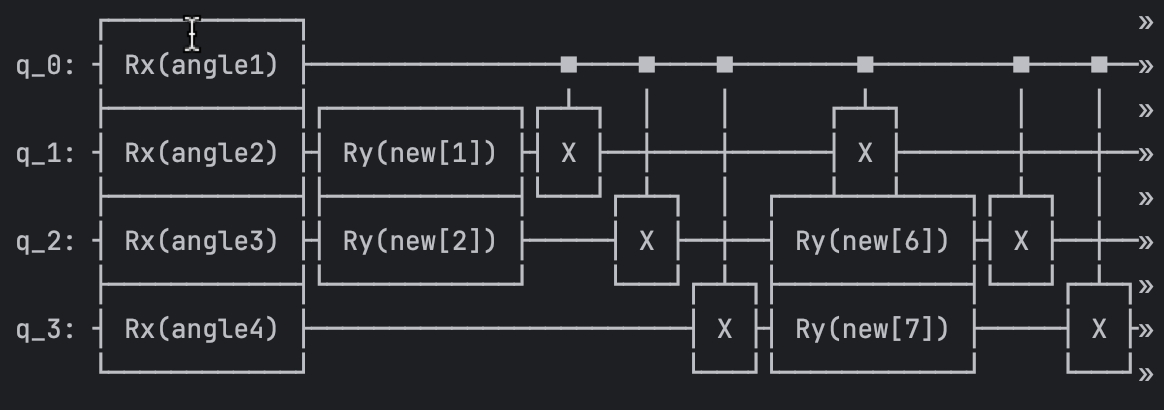 »
q_0: Rx(angle1) »
»
q_1: Rx(angle2) Ry(new[1]) X X »
»
q_2: Rx(angle3) Ry(new[2]) X Ry(new[6]) X »
»
q_3: Rx(angle4) X Ry(new[7]) X »
»